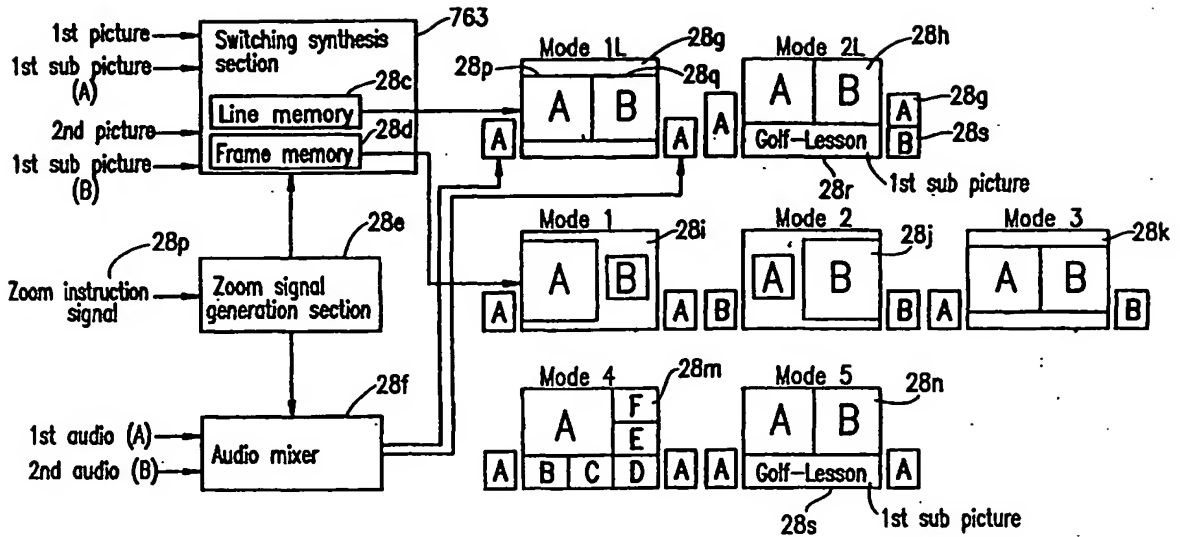 763
1st picture
1st sub picture
(A)
2nd picture
1st sub picture
(B)
Switching synthesis
section
28c
Line memory
28d
Frame memory
28p
Zoom instruction
signal
28e
Zoom signal
generation section
28f
1st audio (A)
2nd audio (B)
Audio mixer
Mode 1L
28g
28p
28q
A B
A
A
Mode 2L
28h
A B
Golf-Lesson
A
A
28g
B
28s
28r
1st sub picture
Mode 1
28i
A B
A
A
Mode 2
28j
A B
B
B
Mode 3
28k
A B
A
B
Mode 4
28m
A
F
E
B C D
A
A
Mode 5
28n
A B
Golf-Lesson
A
A
28s
1st sub picture